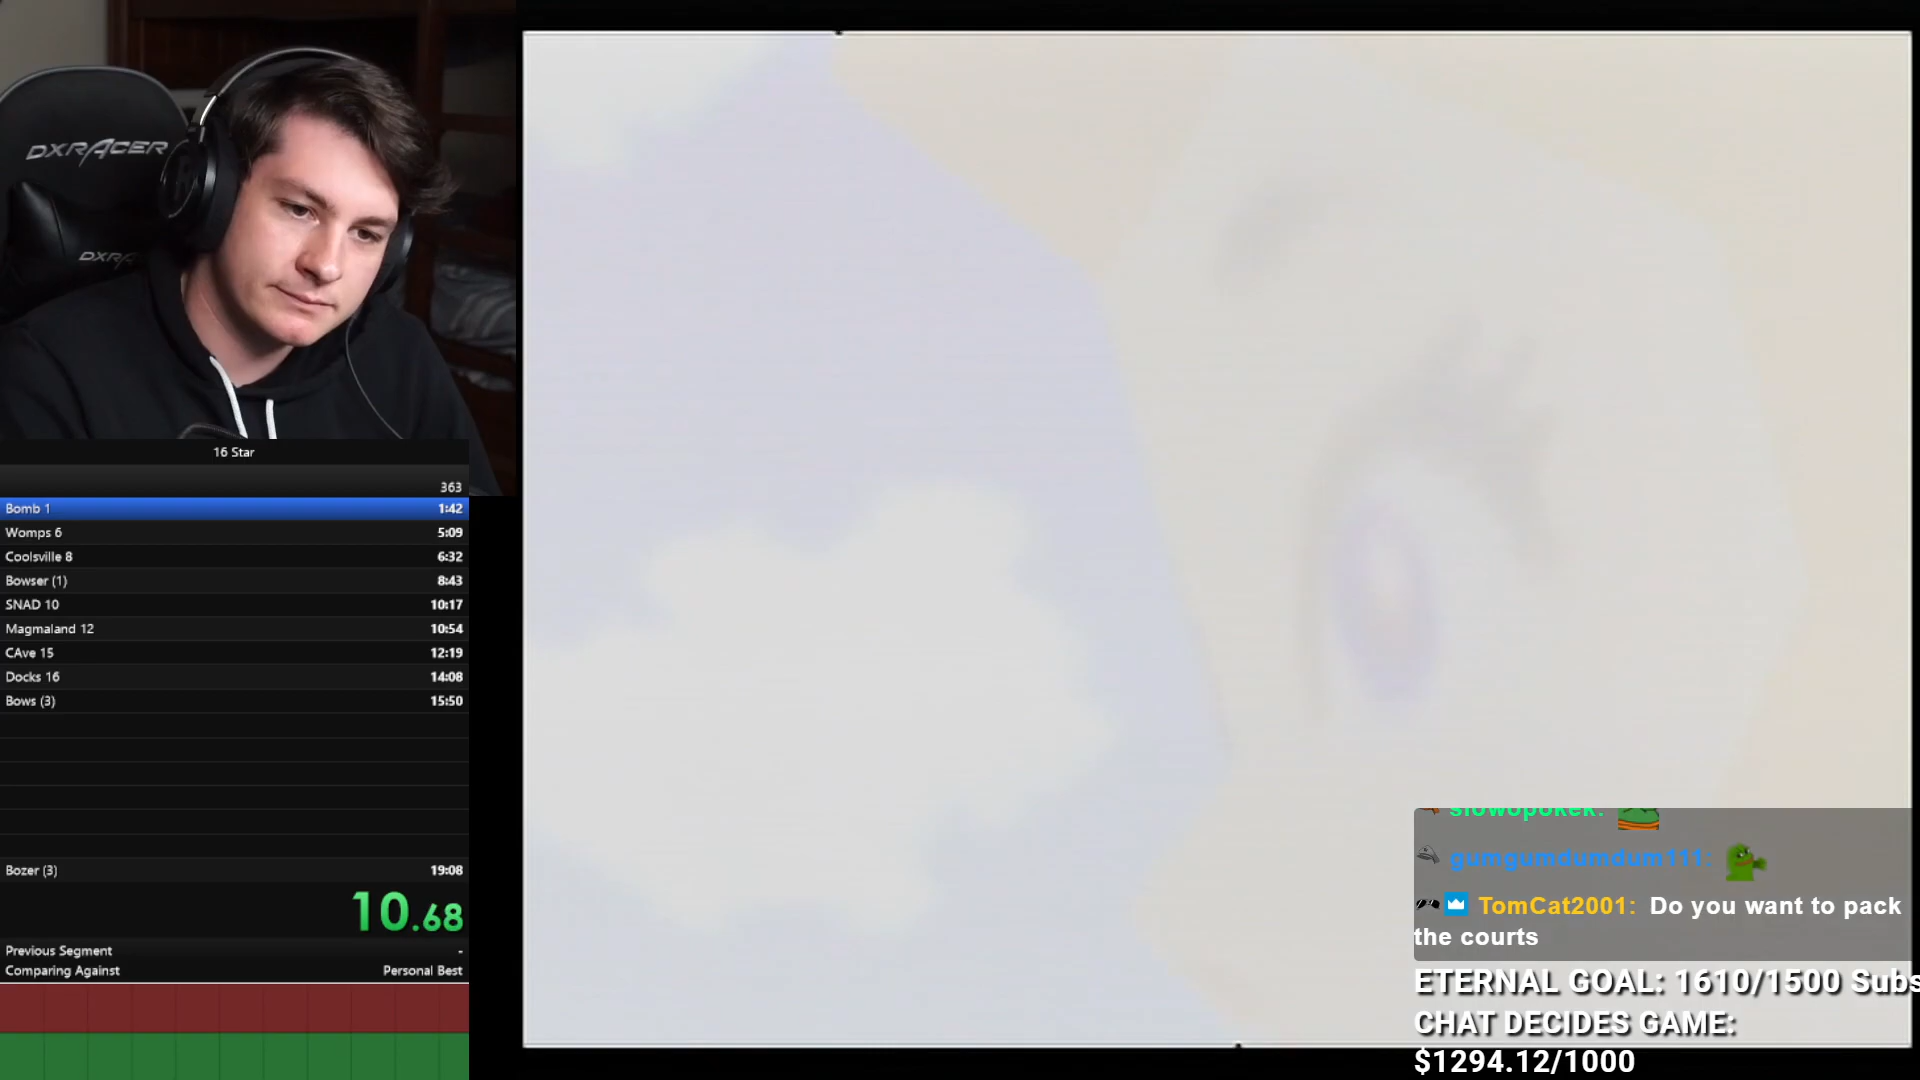 DXRACER
DXRA
16 Star
363
Bomb 1 1:42
Womps 6 5:09
Coolsville 8 6:32
Bowser (1) 8:43
SNAD 10 10:17
Magmaland 12 10:54
CAve 15 12:19
Docks 16 14:08
Bows (3) 15:50
Bozer (3) 19:08
10.68
Previous Segment -
Comparing Against Personal Best
slowopokek:
gumgumdumdum111:
TomCat2001: Do you want to pack
the courts
ETERNAL GOAL: 1610/1500 Subs
CHAT DECIDES GAME:
$1294.12/1000